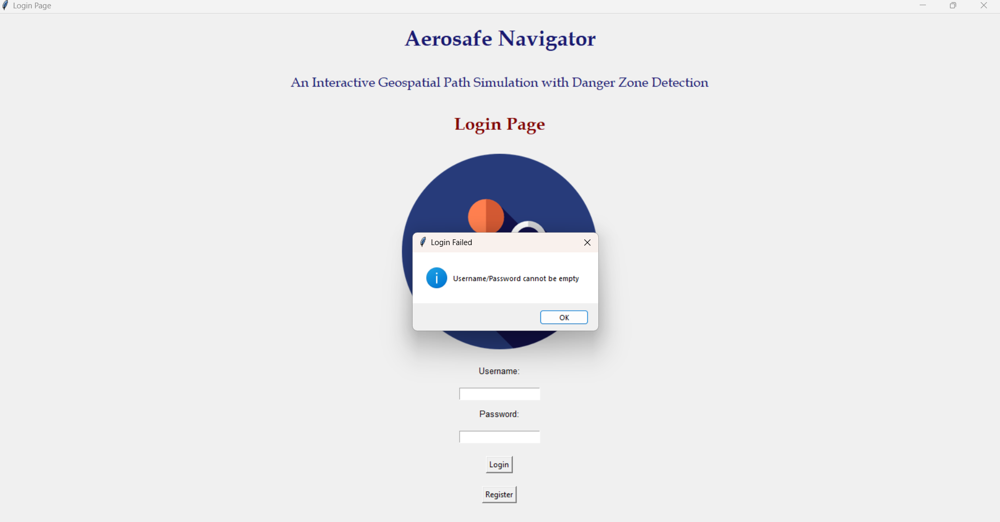 Login Page
Aerosafe Navigator
An Interactive Geospatial Path Simulation with Danger Zone Detection
Login Page
Login Failed
i
Username/Password cannot be empty
OK
Username:
Password:
Login
Register